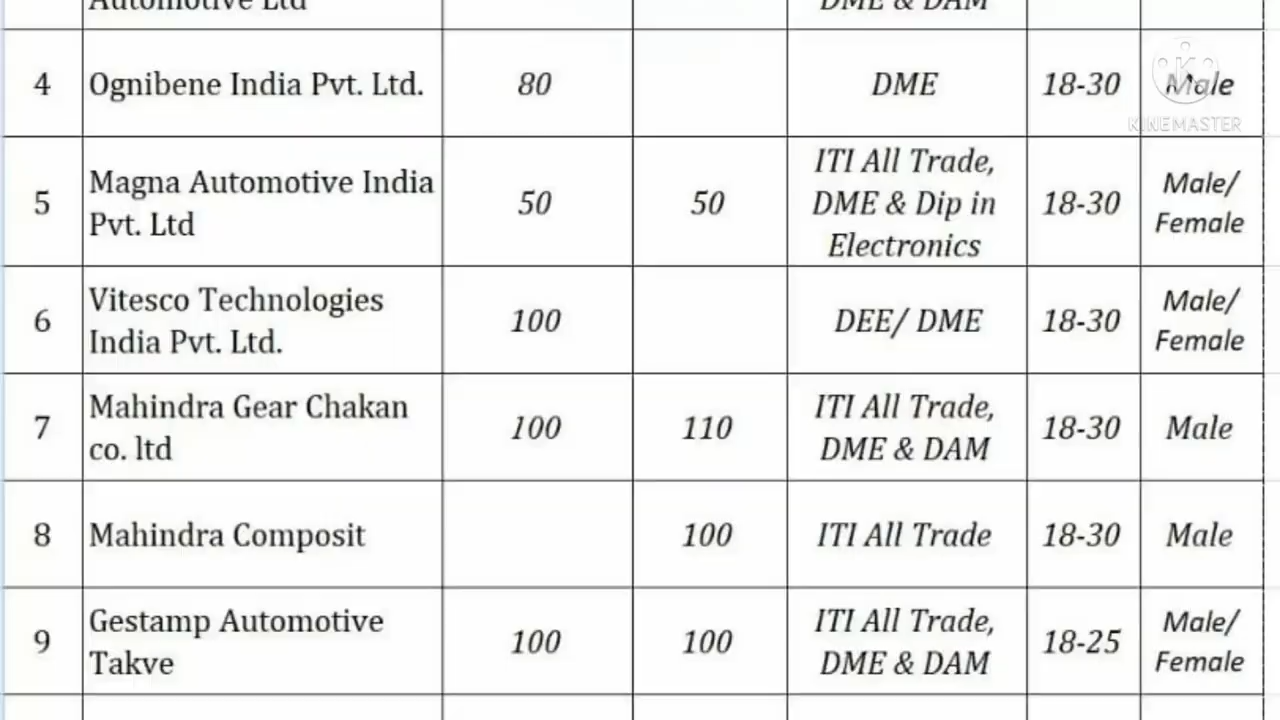 Automotive Ltd DME & DAM
4 Ognibene India Pvt. Ltd. 80 DME 18-30 Male
KINEMASTER
5 Magna Automotive India Pvt. Ltd 50 50 ITI All Trade, DME & Dip in Electronics 18-30 Male/ Female
6 Vitesco Technologies India Pvt. Ltd. 100 DEE/ DME 18-30 Male/ Female
7 Mahindra Gear Chakan co. ltd 100 110 ITI All Trade, DME & DAM 18-30 Male
8 Mahindra Composit 100 ITI All Trade 18-30 Male
9 Gestamp Automotive Takve 100 100 ITI All Trade, DME & DAM 18-25 Male/ Female